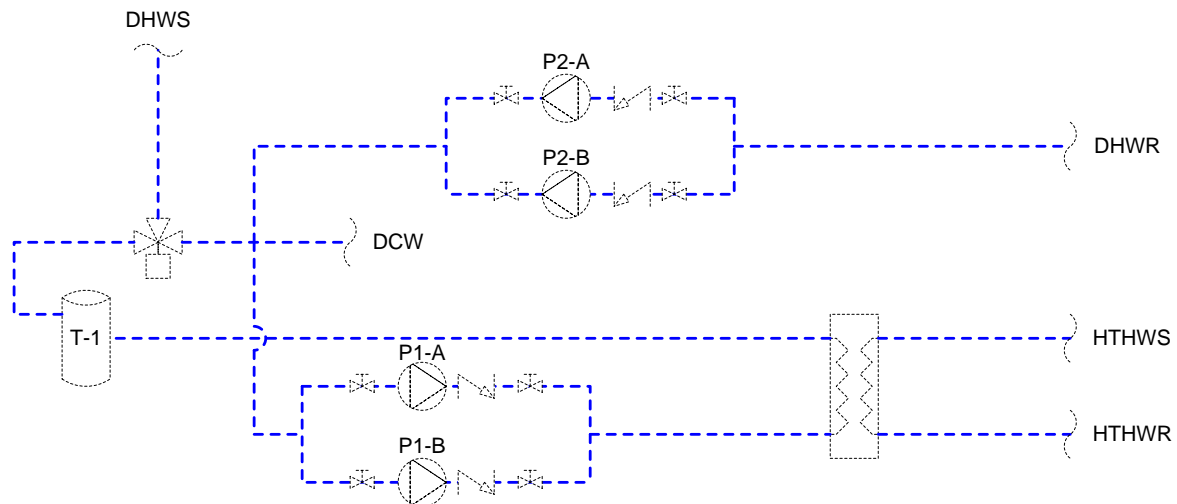 DHWS
P2-A
DHWR
P2-B
DCW
T-1
HTHWS
P1-A
HTHWR
P1-B